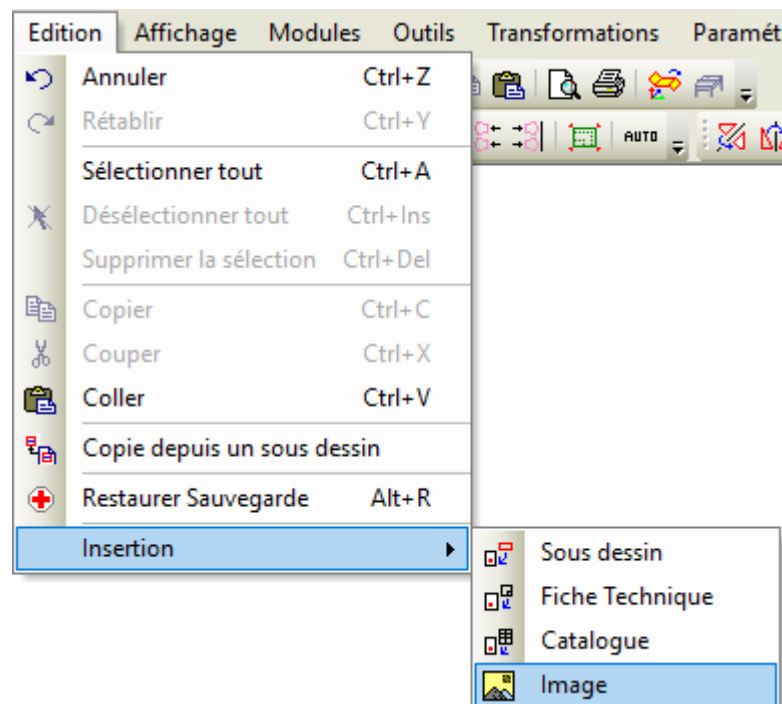 Edition Affichage Modules Outils Transformations
Annuler Ctrl+Z
Rétablir Ctrl+Y
AUTO
Sélectionner tout Ctrl+A
Désélectionner tout Ctrl+Ins
Supprimer la sélection Ctrl+Del
Copier Ctrl+C
Couper Ctrl+X
Coller Ctrl+V
Copie depuis un sous dessin
Restaurer Sauvegarde Alt+R
Insertion
Sous dessin
Fiche Technique
Catalogue
Image